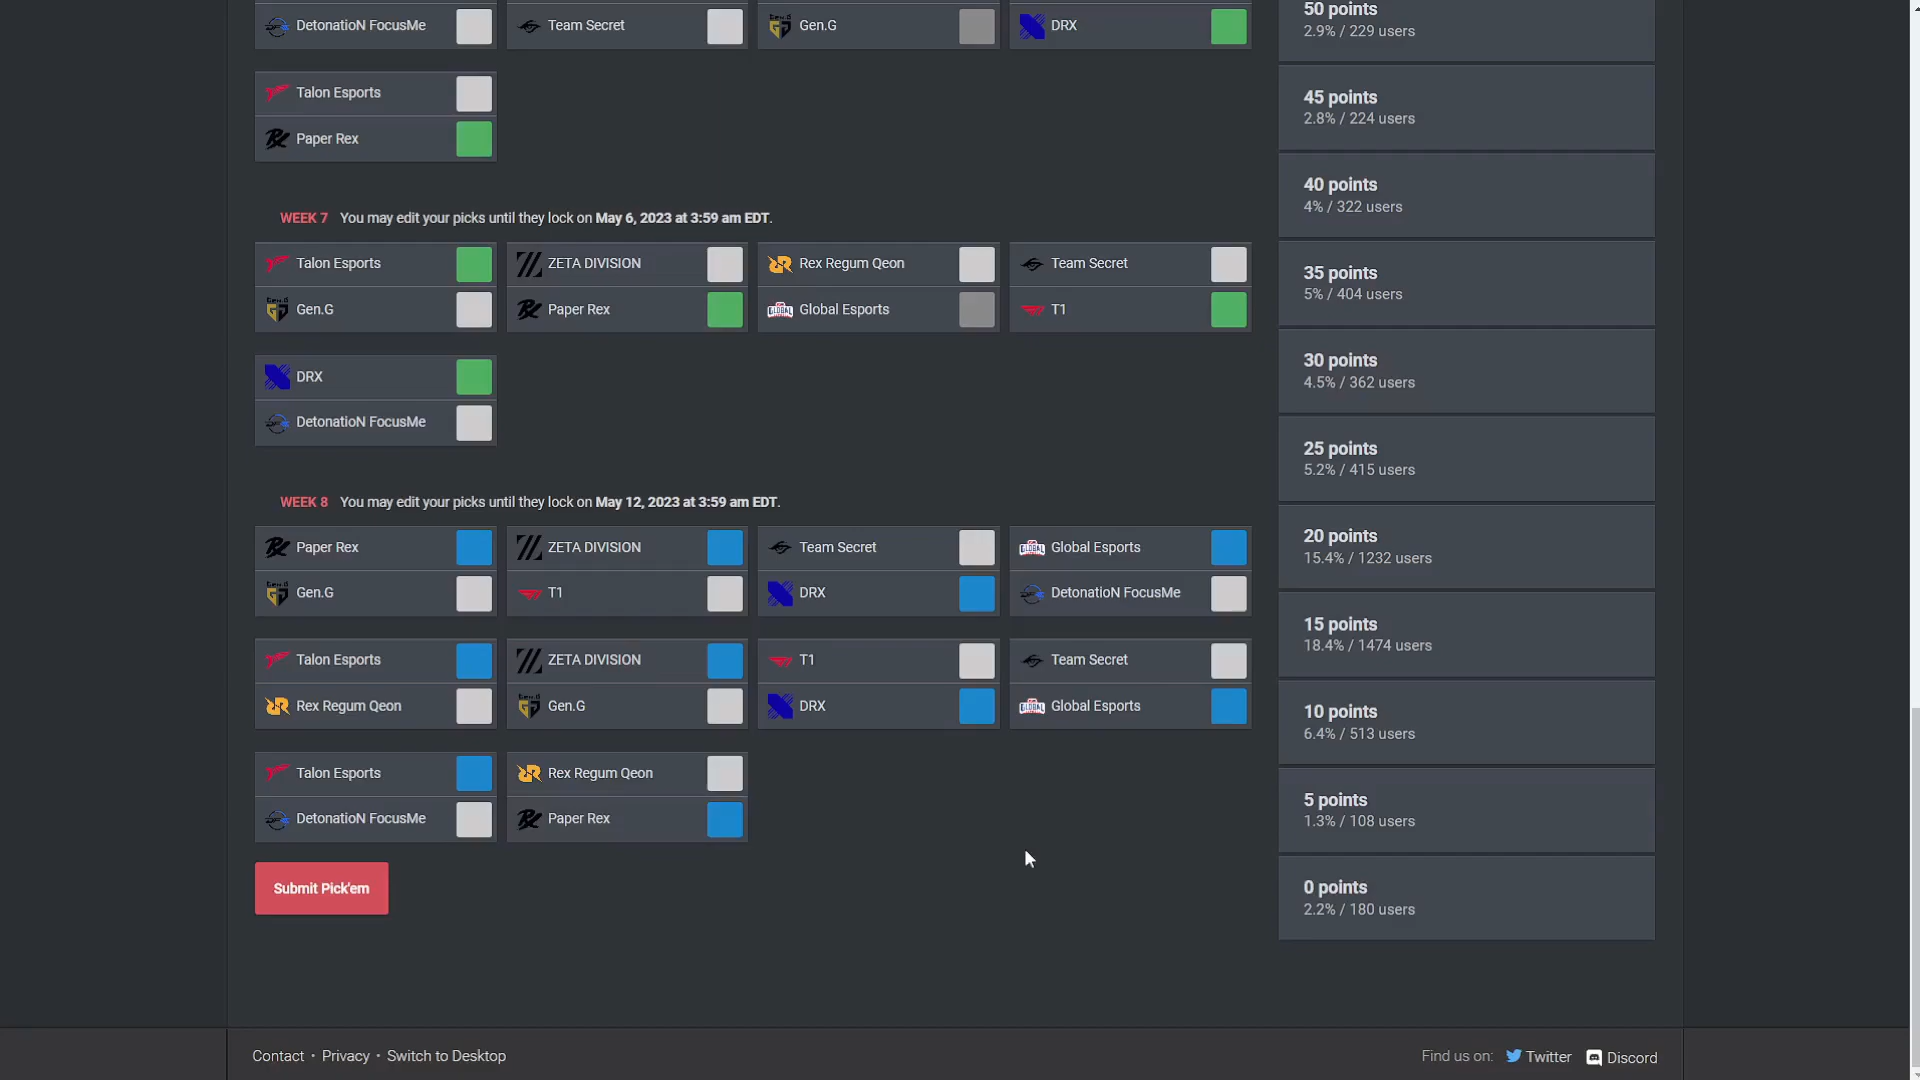 DetonatioN FocusMe
Team Secret
Gen.G
DRX
Talon Esports
Paper Rex
WEEK 7 You may edit your picks until they lock on May 6, 2023 at 3:59 am EDT.
Talon Esports
Gen.G
ZETA DIVISION
Paper Rex
Rex Regum Qeon
Global Esports
Team Secret
T1
DRX
DetonatioN FocusMe
WEEK 8 You may edit your picks until they lock on May 12, 2023 at 3:59 am EDT.
Paper Rex
Gen.G
ZETA DIVISION
T1
Team Secret
DRX
Global Esports
DetonatioN FocusMe
Talon Esports
Rex Regum Qeon
ZETA DIVISION
Gen.G
T1
DRX
Team Secret
Global Esports
Talon Esports
DetonatioN FocusMe
Rex Regum Qeon
Paper Rex
Submit Pick'em
50 points
2.9% / 229 users
45 points
2.8% / 224 users
40 points
4% / 322 users
35 points
5% / 404 users
30 points
4.5% / 362 users
25 points
5.2% / 415 users
20 points
15.4% / 1232 users
15 points
18.4% / 1474 users
10 points
6.4% / 513 users
5 points
1.3% / 108 users
0 points
2.2% / 180 users
Contact • Privacy • Switch to Desktop
Find us on: Twitter Discord